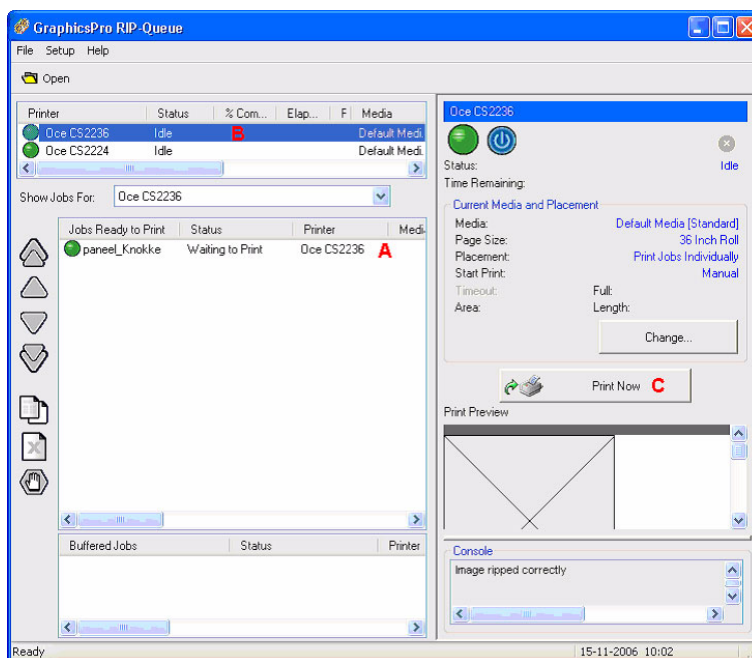 GraphicsPro RIP-Queue
File Setup Help
Open
Printer Status % Com... Elap... F Media
Oce CS2236 Idle B Default Medi.
Oce CS2224 Idle Default Medi.
Show Jobs For: Oce CS2236
Jobs Ready to Print Status Printer Medi
paneel_Knokke Waiting to Print Oce CS2236 A
Buffered Jobs Status Printer
Oce CS2236
Status: Idle
Time Remaining:
Current Media and Placement
Media: Default Media [Standard]
Page Size: 36 Inch Roll
Placement: Print Jobs Individually
Start Print: Manual
Timeout: Full:
Area: Length:
Change...
Print Now C
Print Preview
Console
Image ripped correctly
Ready 15-11-2006 10:02